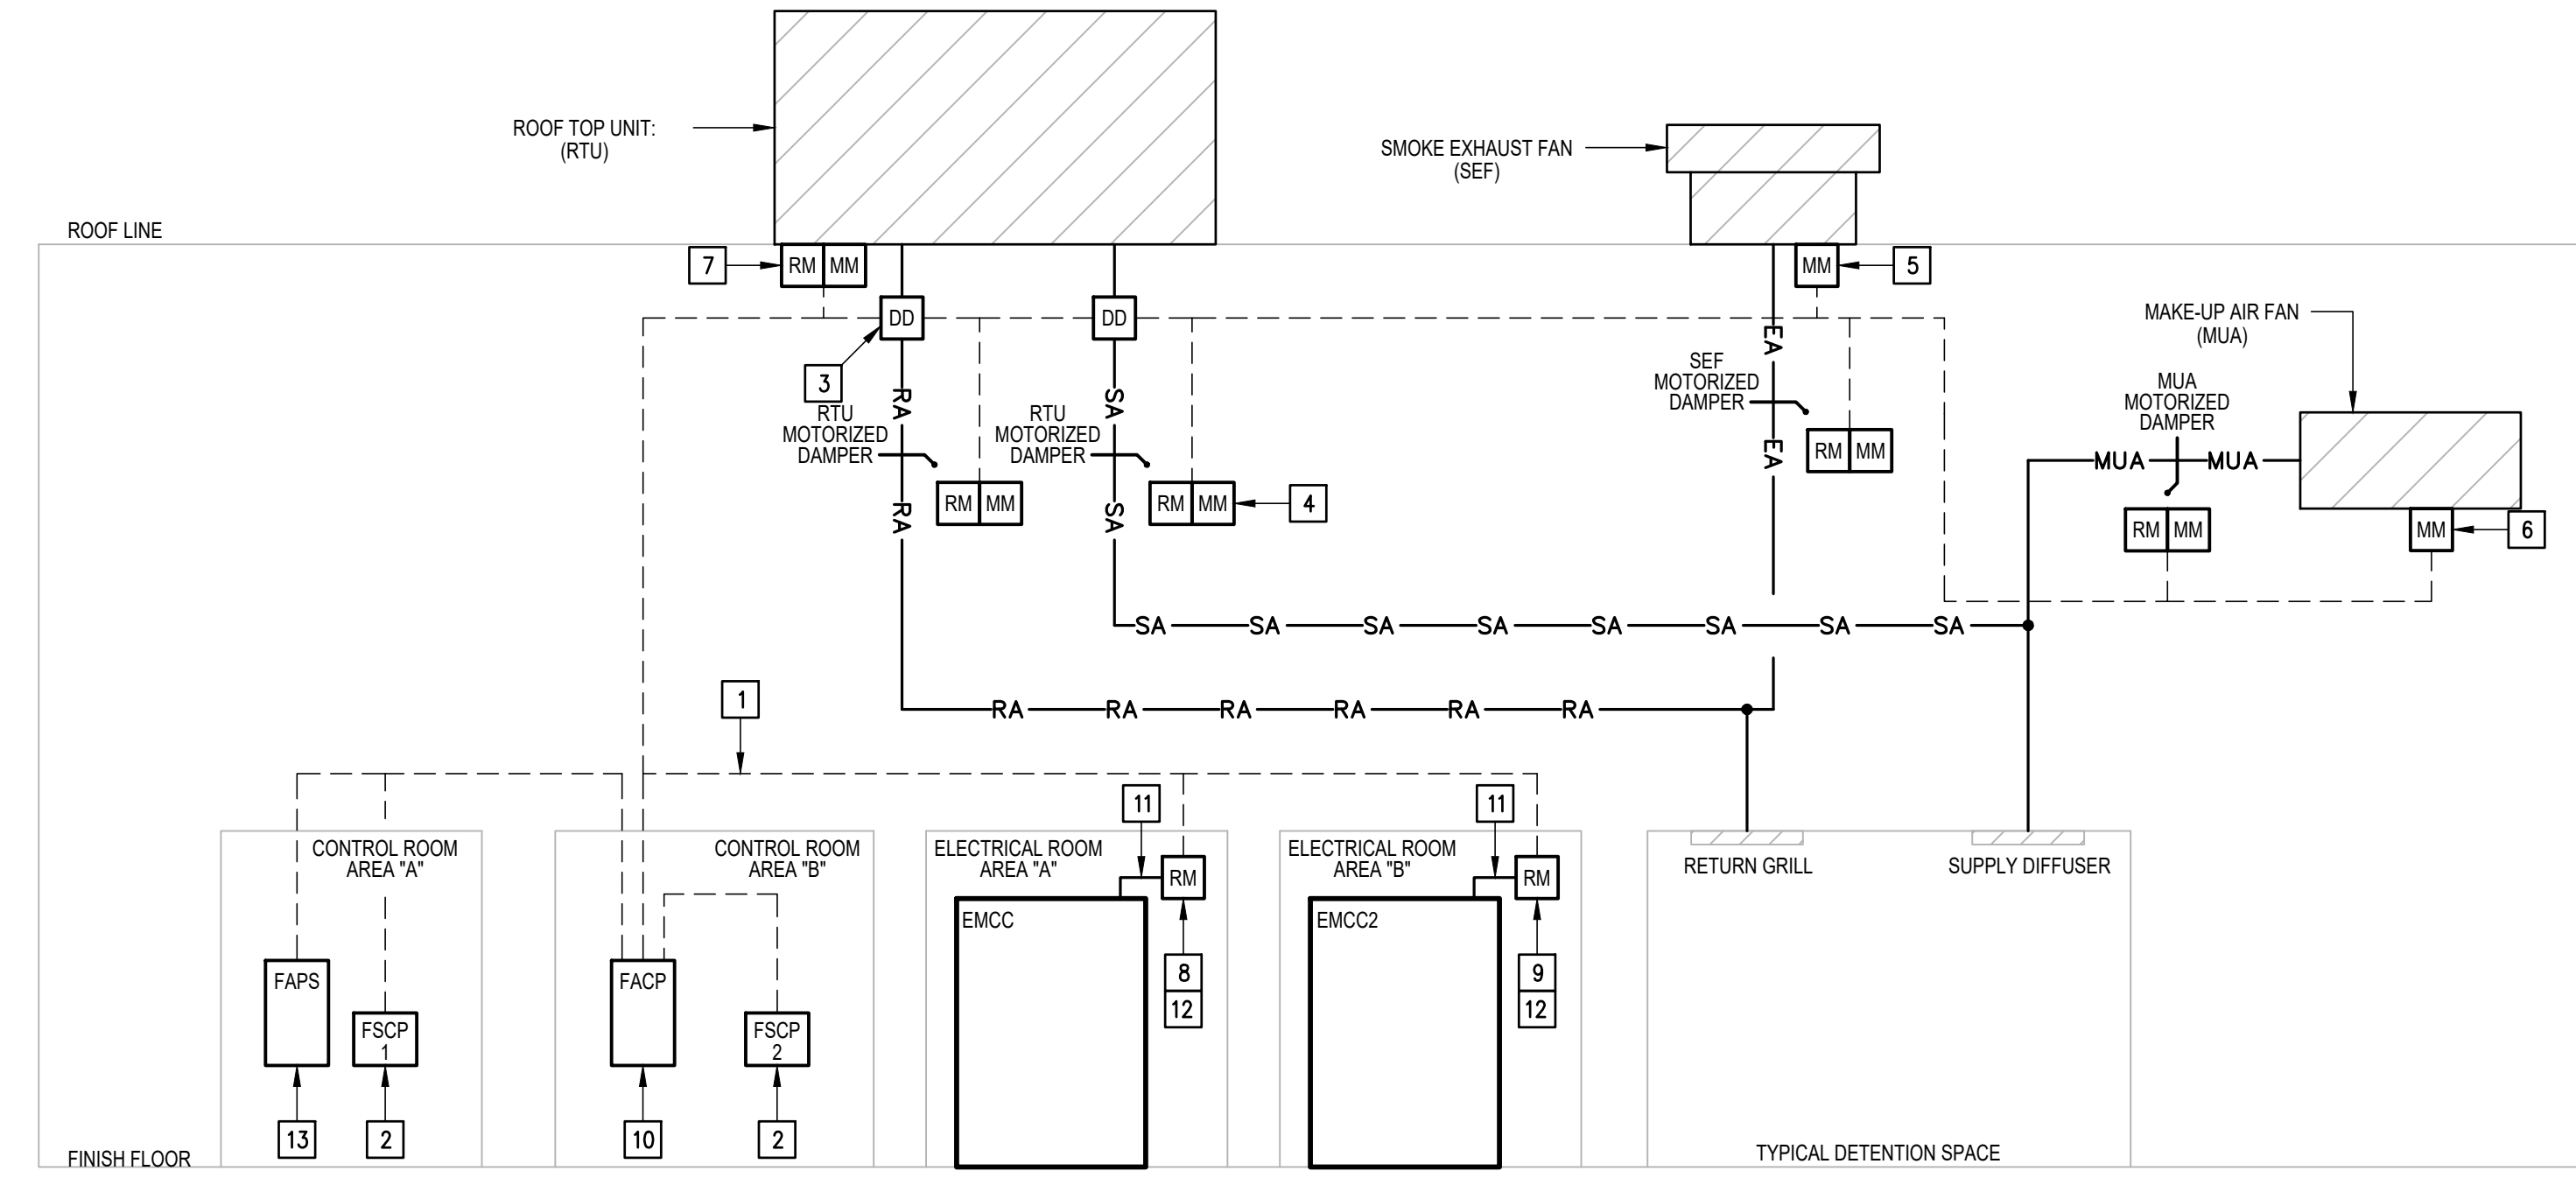 ROOF TOP UNIT:
(RTU)
SMOKE EXHAUST FAN
(SEF)
ROOF LINE
7
RM MM
MM
5
DD
DD
MAKE-UP AIR FAN
(MUA)
3
EA
SEF
MOTORIZED
DAMPER
MUA
MOTORIZED
DAMPER
RA
SA
RTU
MOTORIZED
DAMPER
RTU
MOTORIZED
DAMPER
EA
RM MM
MUA
MUA
RM MM
RM MM
4
RA
SA
RM MM
MM
6
SA SA SA SA SA SA SA SA
1
RA RA RA RA RA RA
11
11
CONTROL ROOM
AREA "A"
CONTROL ROOM
AREA "B"
ELECTRICAL ROOM
AREA "A"
RM
ELECTRICAL ROOM
AREA "B"
RM
RETURN GRILL
SUPPLY DIFFUSER
EMCC
EMCC2
FAPS
FACP
8
12
9
12
FSCP
1
FSCP
2
13
2
10
2
FINISH FLOOR
TYPICAL DETENTION SPACE